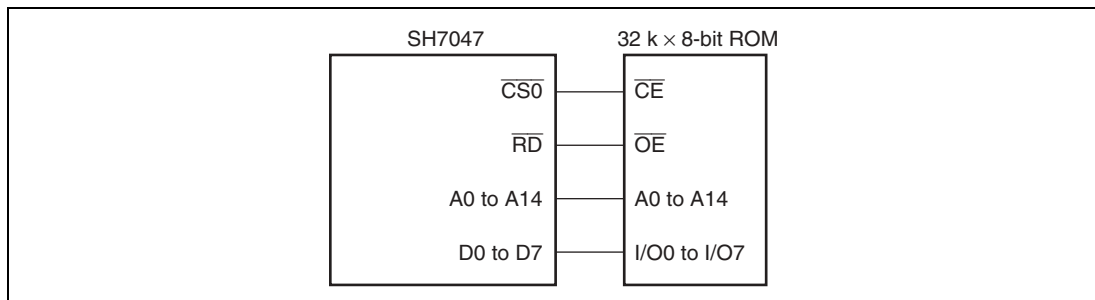 SH7047 32 k × 8-bit ROM
CS0 CE
RD OE
A0 to A14 A0 to A14
D0 to D7 I/O0 to I/O7